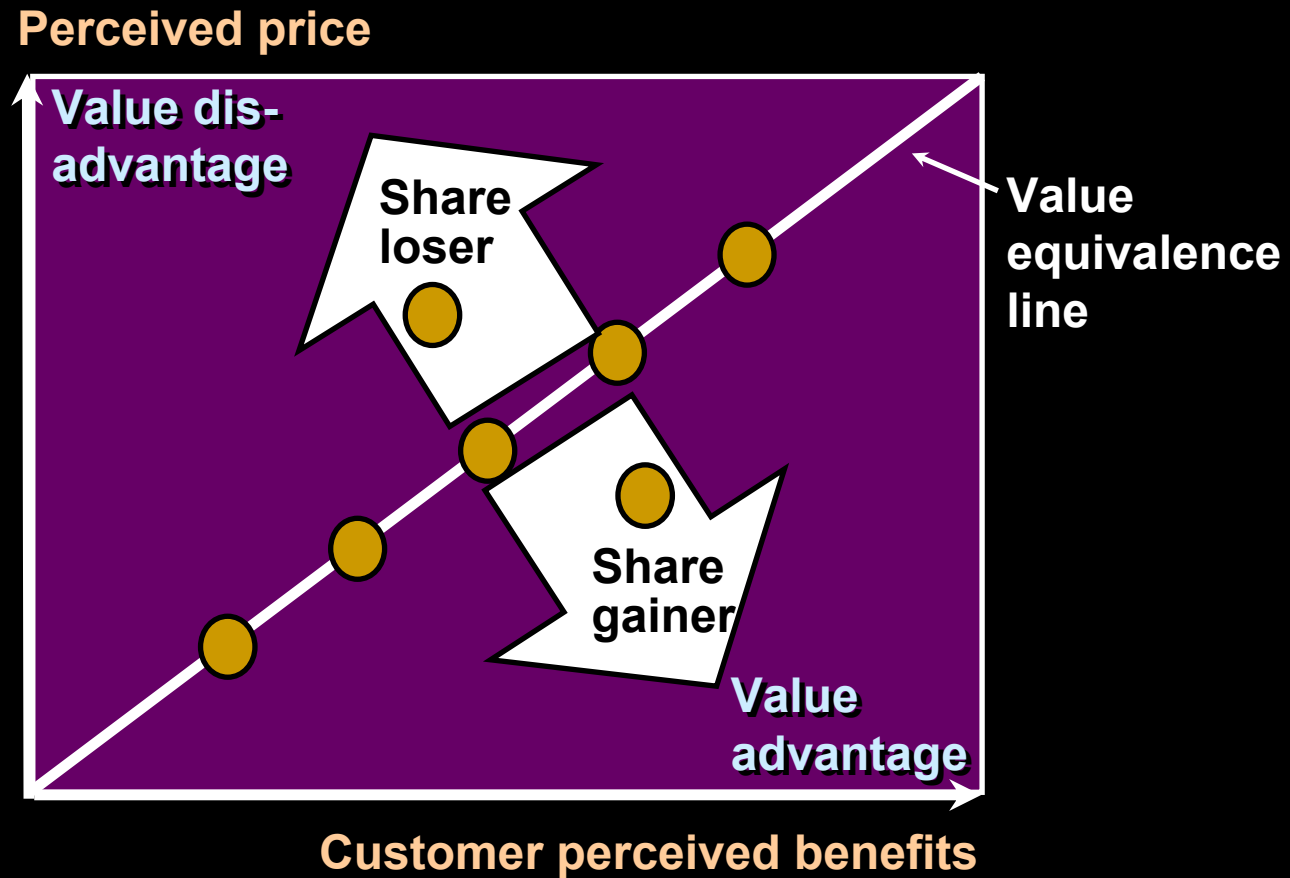 Perceived price
Value dis-
advantage
Share
loser
Value
equivalence
line
Share
gainer
Value
advantage
Customer perceived benefits